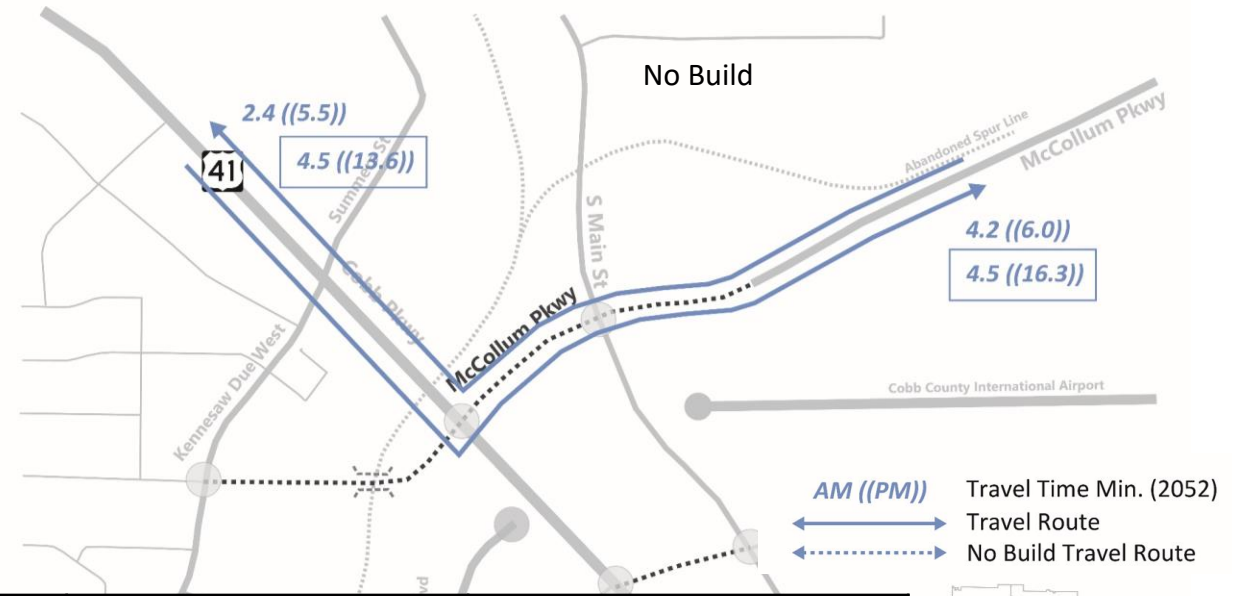 No Build
2.4 ((5.5))
4.5 ((13.6))
41
Summers St
Abandoned Spur Line
McCollum Pkwy
S Main St
4.2 ((6.0))
4.5 ((16.3))
Cobb Pkwy
McCollum Pkwy
Kennesaw Due West
Cobb County International Airport
AM ((PM)) Travel Time Min. (2052)
Travel Route
No Build Travel Route